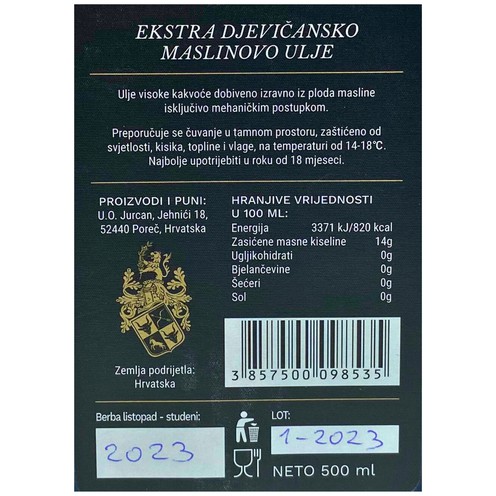 EKSTRA DJEVIČANSKO
MASLINOVO ULJE
Ulje visoke kakvoće dobiveno izravno iz ploda masline
isključivo mehaničkim postupkom.
Preporučuje se čuvanje u tamnom prostoru, zaštićeno od
svjetlosti, kisika, topline i vlage, na temperaturi od 14-18°C.
Najbolje upotrijebiti u roku od 18 mjeseci.
PROIZVODI I PUNI:
U.O. Jurcan, Jehnići 18,
52440 Poreč, Hrvatska
Zemlja podrijetla:
Hrvatska
HRANJIVE VRIJEDNOSTI
U 100 ML:
Energija 3371 kJ/820 kcal
Zasićene masne kiseline 14g
Ugljikohidrati 0g
Bjelančevine 0g
Šećeri 0g
Sol 0g
3 857500 098535
Berba listopad - studeni:
2023
LOT:
1-2023
NETO 500 ml